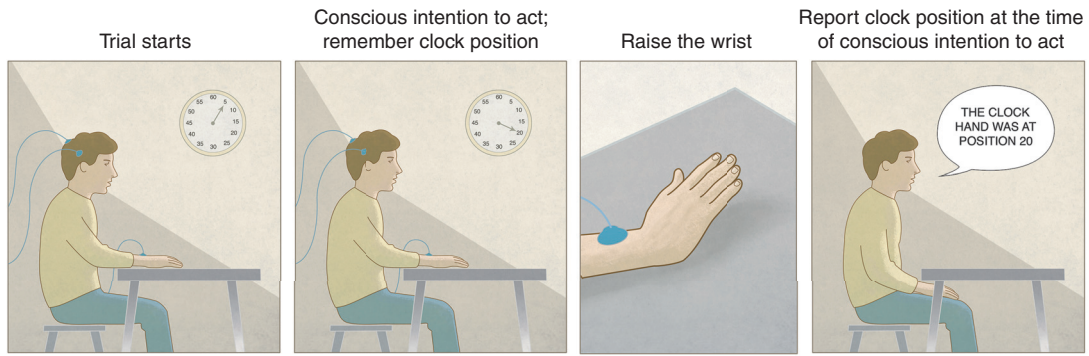 Trial starts
Conscious intention to act;
remember clock position
Raise the wrist
Report clock position at the time
of conscious intention to act
60
55 5
50 10
45 15
40 20
35 25
30
60
55 5
50 10
45 15
40 20
35 25
30
THE CLOCK
HAND WAS AT
POSITION 20